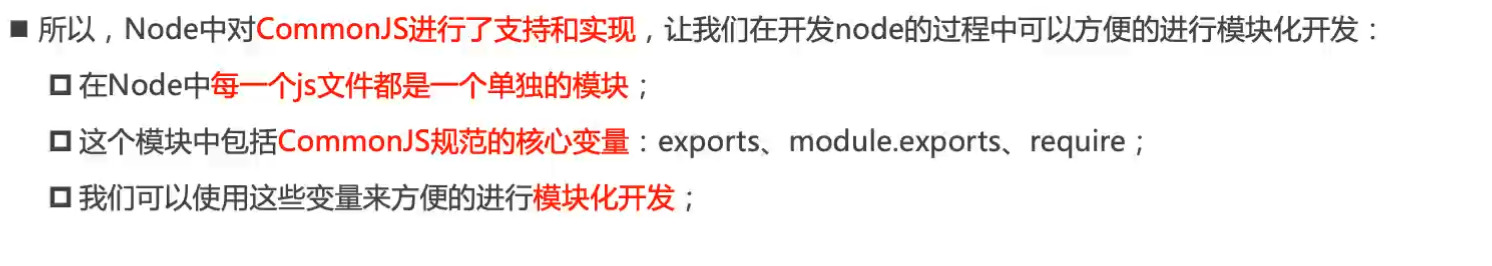 ■ 所以，Node中对CommonJS进行了支持和实现，让我们在开发node的过程中可以方便的进行模块化开发：
□ 在Node中每一个js文件都是一个单独的模块；
□ 这个模块中包括CommonJS规范的核心变量：exports、module.exports、require；
□ 我们可以使用这些变量来方便的进行模块化开发；